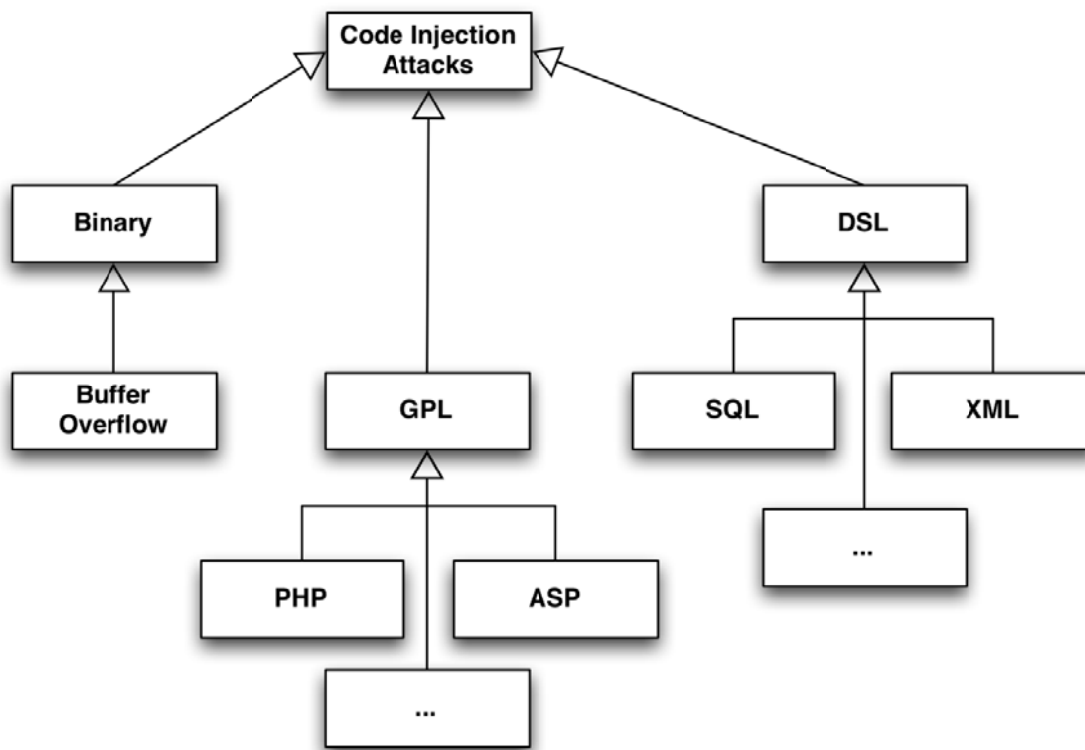 Code Injection
Attacks
Binary
DSL
Buffer
Overflow
GPL
SQL
XML
...
PHP
ASP
...